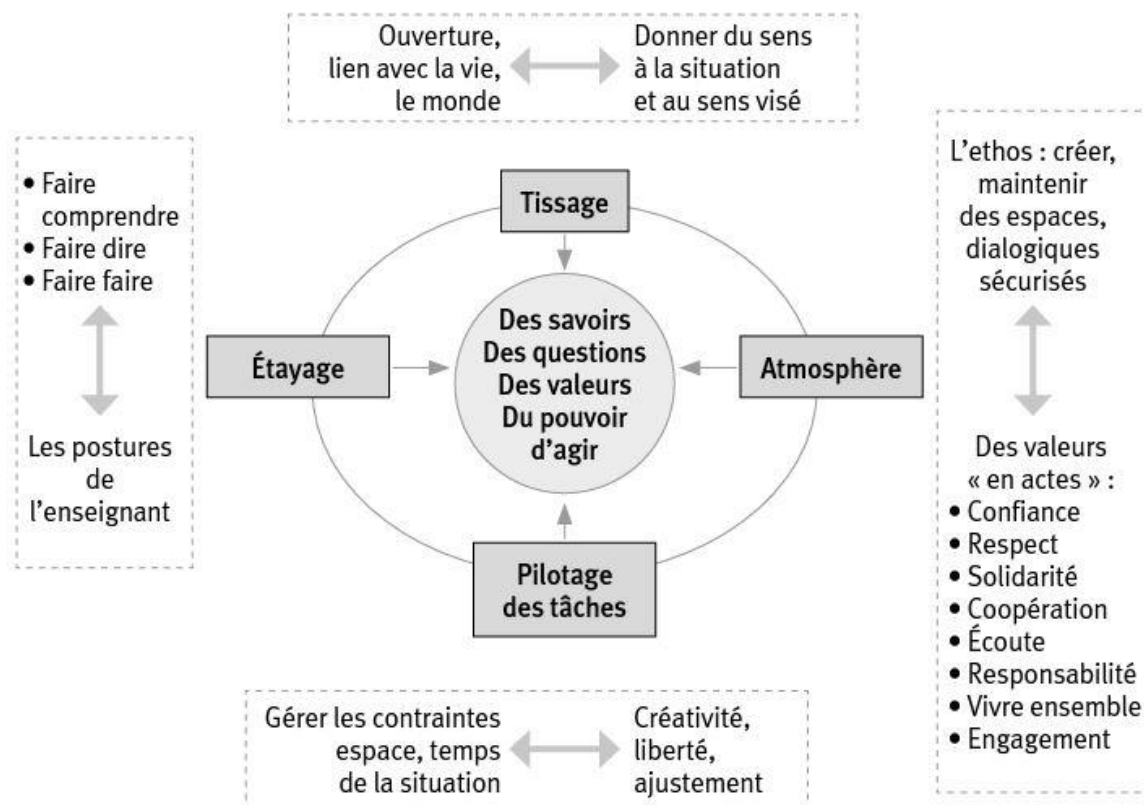 Ouverture,
lien avec la vie,
le monde
Donner du sens
à la situation
et au sens visé
• Faire
comprendre
• Faire dire
• Faire faire
Les postures
de
l’enseignant
Tissage
Étayage
Des savoirs
Des questions
Des valeurs
Du pouvoir
d’agir
Atmosphère
Pilotage
des tâches
L’ethos : créer,
maintenir
des espaces,
dialogiques
sécurisés
Des valeurs
« en actes » :
• Confiance
• Respect
• Solidarité
• Coopération
• Écoute
• Responsabilité
• Vivre ensemble
• Engagement
Gérer les contraintes
espace, temps
de la situation
Créativité,
liberté,
ajustement